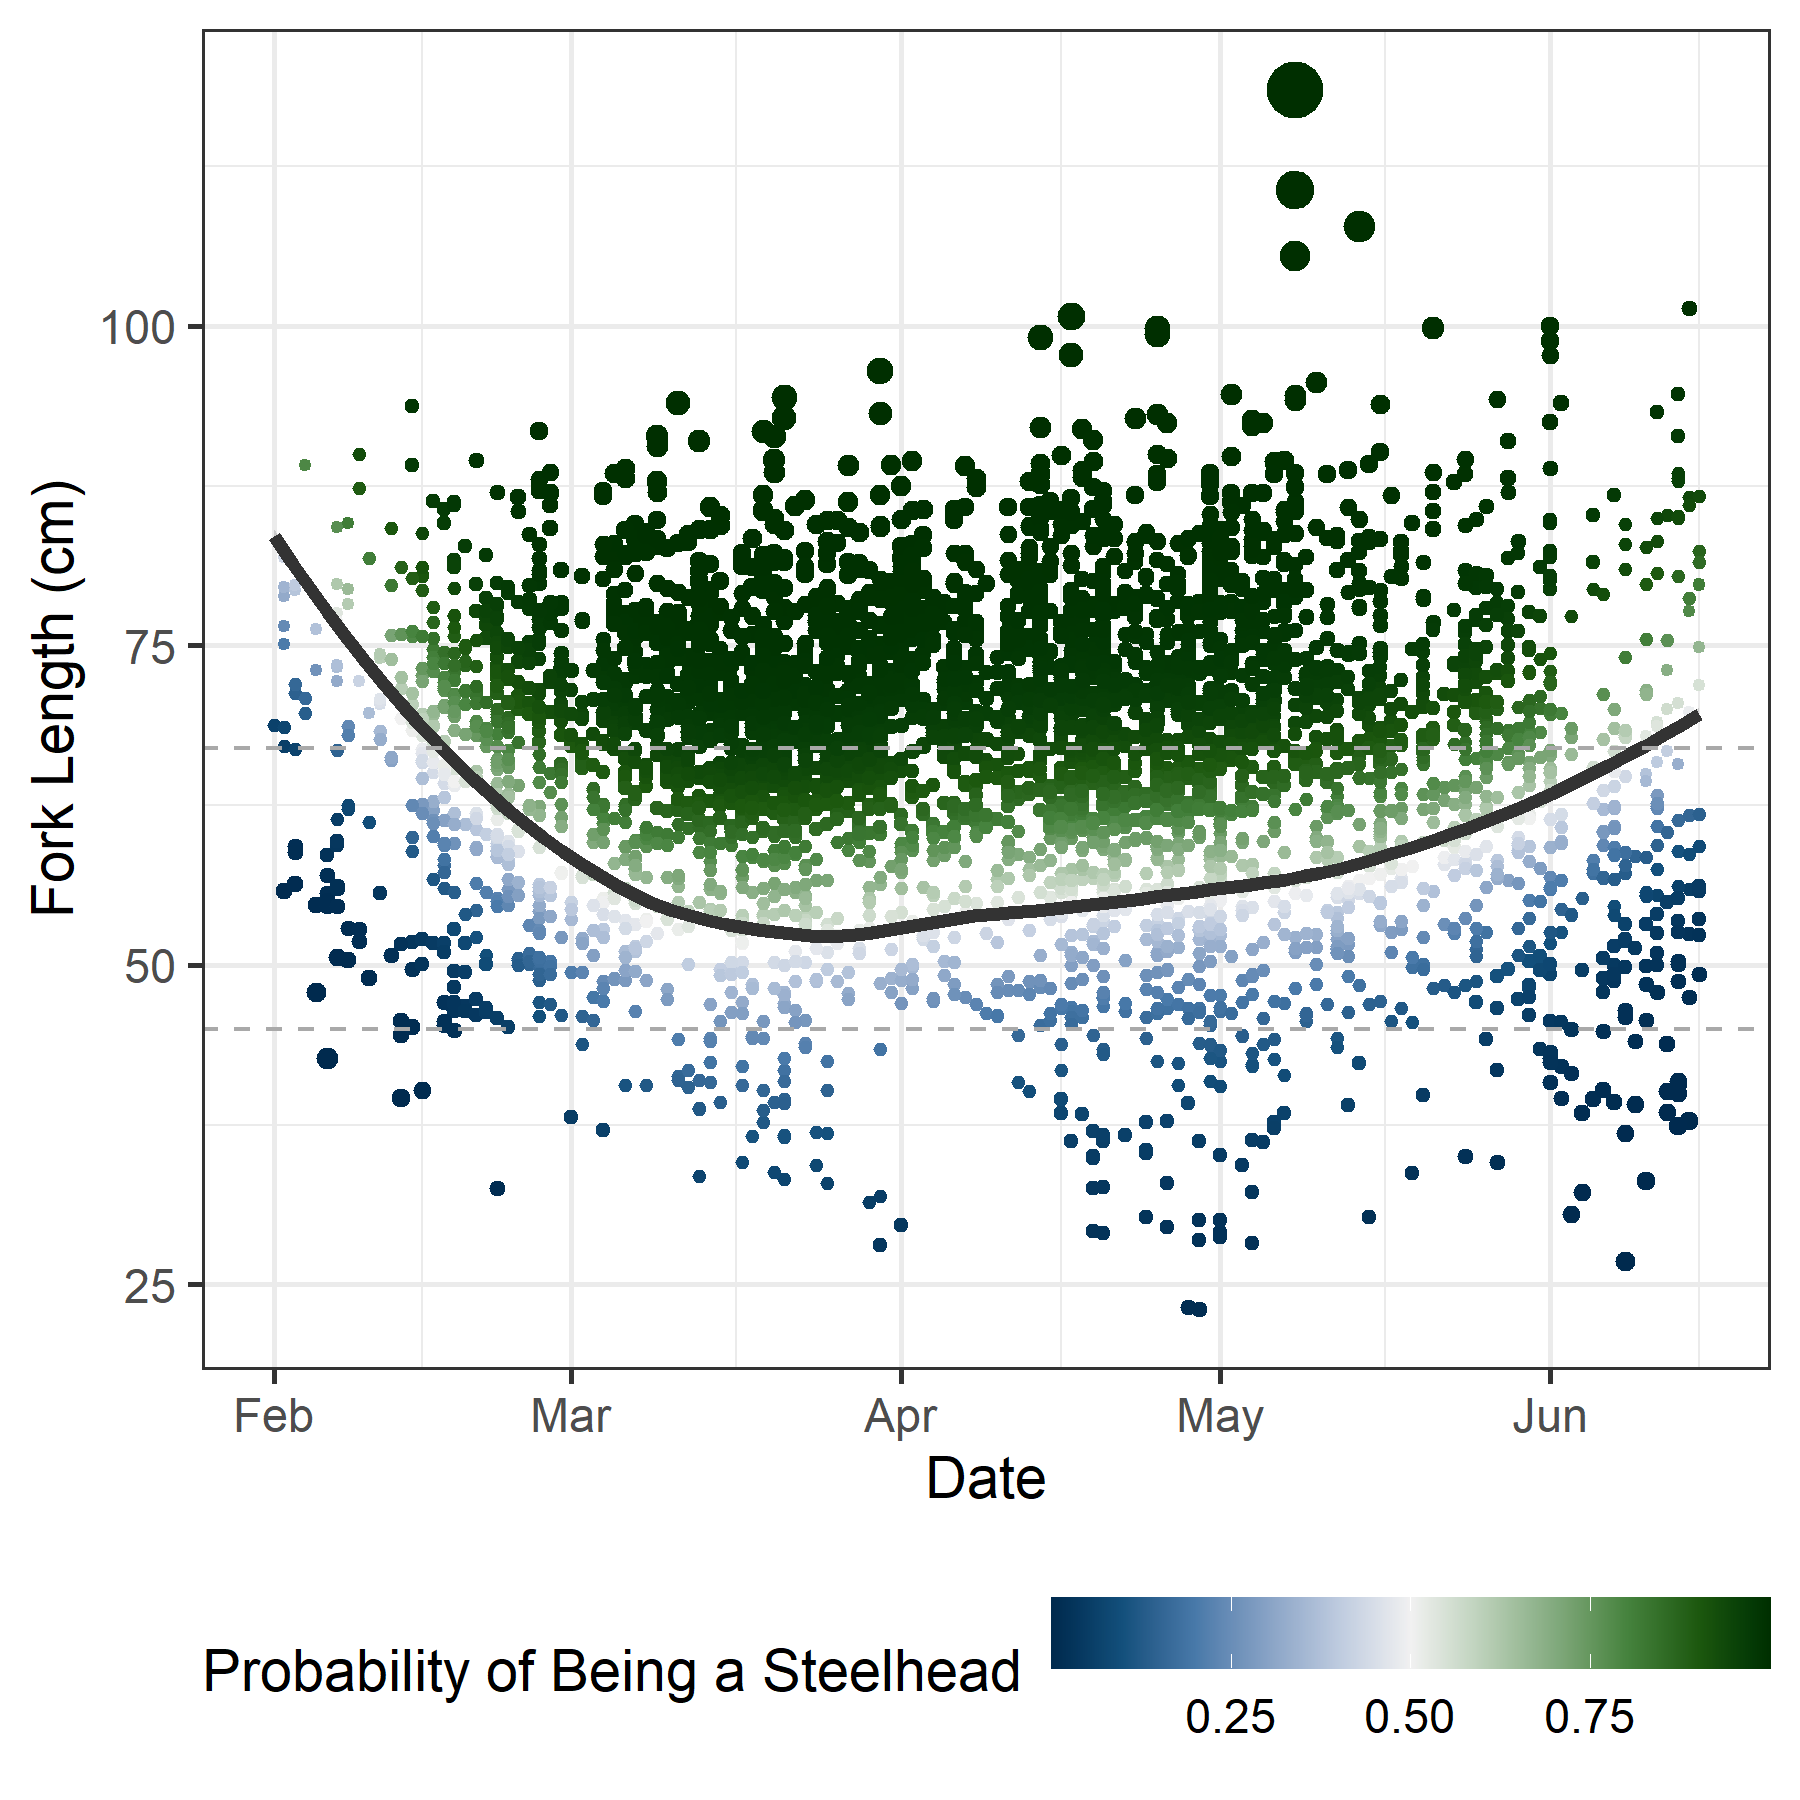 Fork Length (cm)
100
75
50
25
Feb Mar Apr May Jun
Date
Probability of Being a Steelhead
0.25 0.50 0.75